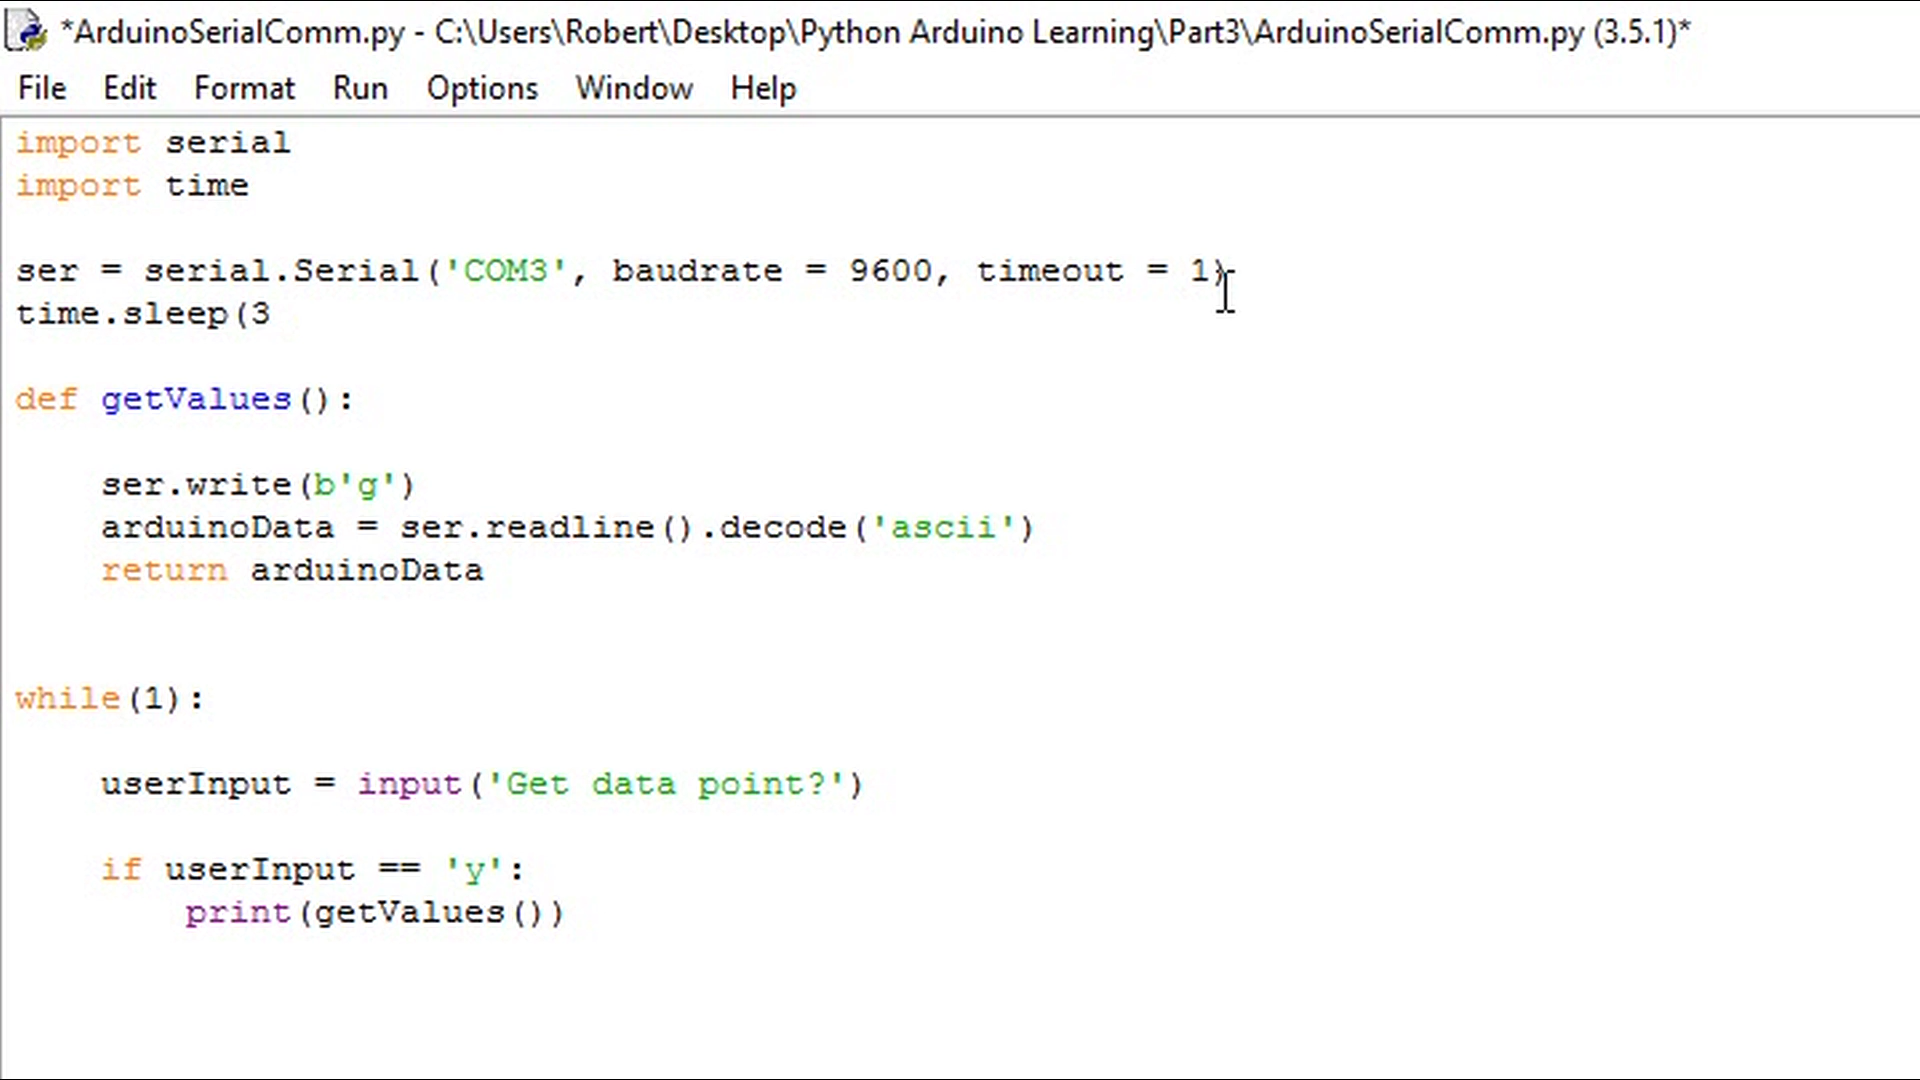 *ArduinoSerialComm.py - C:\Users\Robert\Desktop\Python Arduino Learning\Part3\ArduinoSerialComm.py (3.5.1)*
File Edit Format Run Options Window Help
import serial
import time
ser = serial.Serial('COM3', baudrate = 9600, timeout = 1)
time.sleep(3
def getValues():
    ser.write(b'g')
    arduinoData = ser.readline().decode('ascii')
    return arduinoData
while(1):
    userInput = input('Get data point?')
    if userInput == 'y':
        print(getValues())